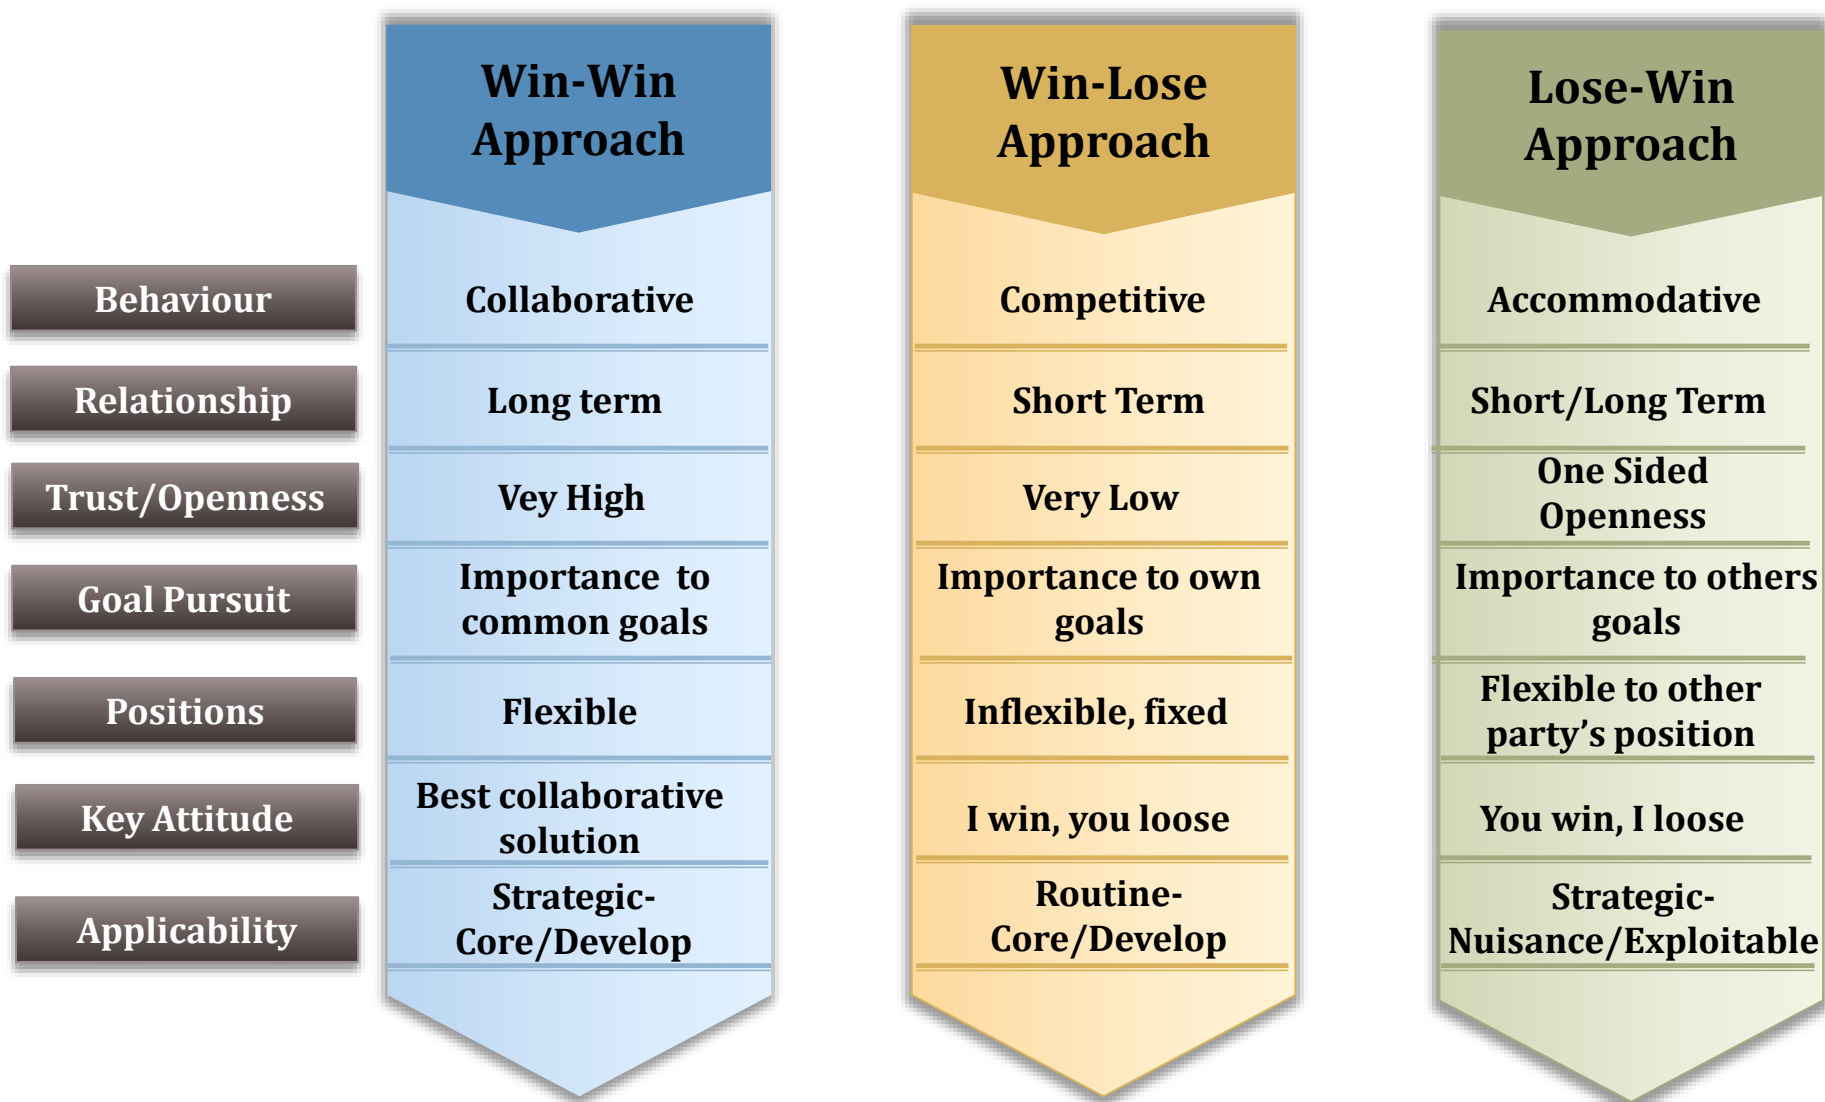 Win-Win
Approach
Win-Lose
Approach
Lose-Win
Approach
Behaviour
Collaborative
Competitive
Accommodative
Relationship
Long term
Short Term
Short/Long Term
Trust/Openness
Vey High
Very Low
One Sided
Openness
Goal Pursuit
Importance to
common goals
Importance to own
goals
Importance to others
goals
Positions
Flexible
Inflexible, fixed
Flexible to other
party’s position
Key Attitude
Best collaborative
solution
I win, you loose
You win, I loose
Applicability
Strategic-
Core/Develop
Routine-
Core/Develop
Strategic-
Nuisance/Exploitable